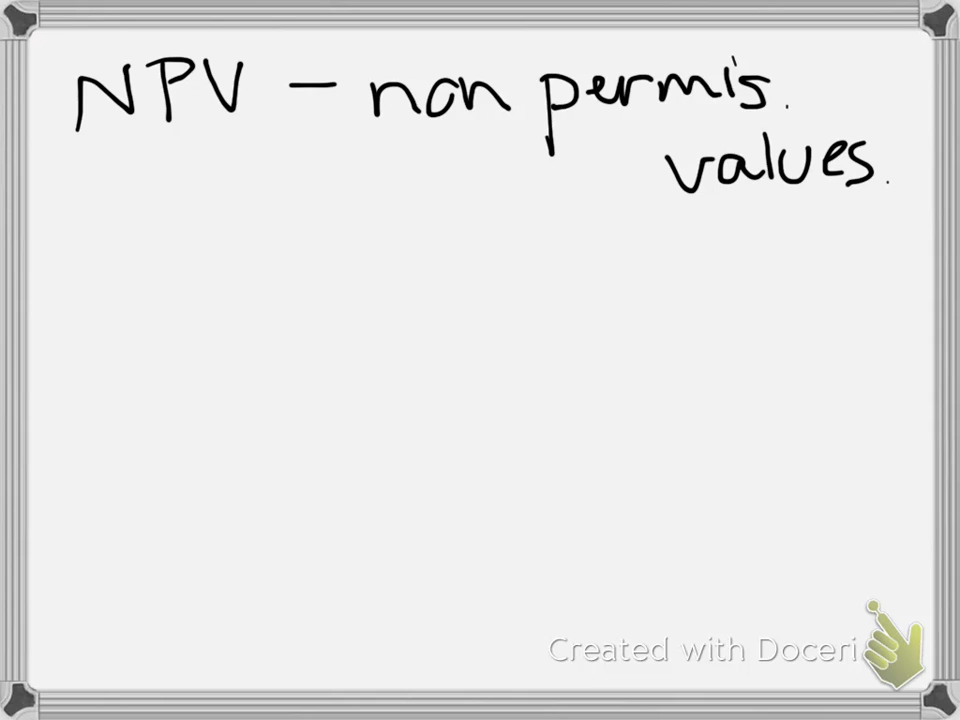 NPV - non permis.
values.
Created with Doceri